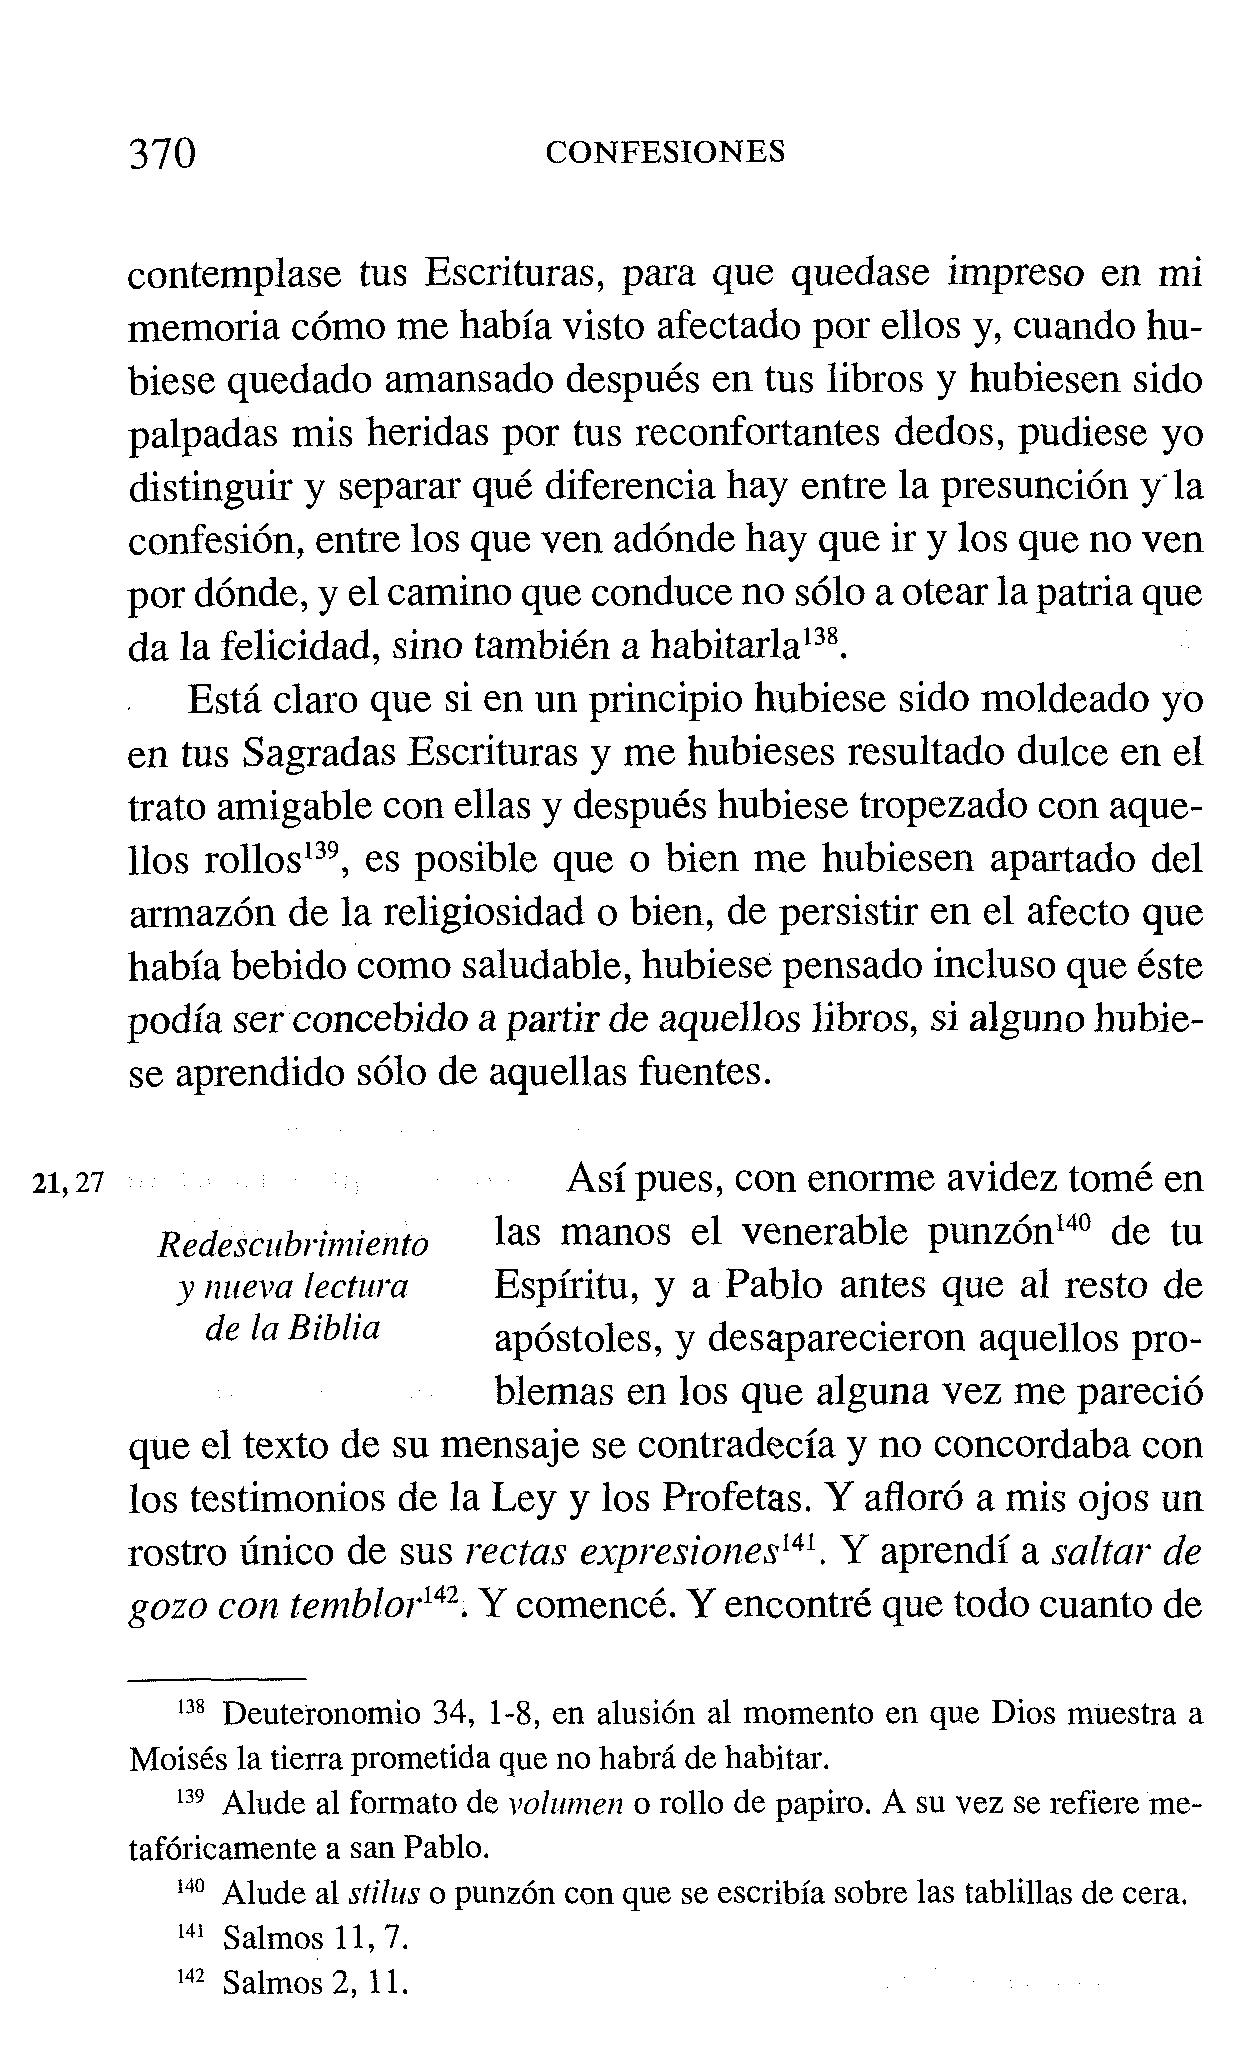 370 CONFESIONES
contemplase tus Escrituras, para que quedase impreso en mi
memoria cómo me había visto afectado por ellos y, cuando hu-
biese quedado amansado después en tus libros y hubiesen sido
palpadas mis heridas por tus reconfortantes dedos, pudiese yo
distinguir y separar qué diferencia hay entre la presunción y la
confesión, entre los que ven adónde hay que ir y los que no ven
por dónde, y el camino que conduce no sólo a otear la patria que
da la felicidad, sino también a habitarla¹³⁸.
Está claro que si en un principio hubiese sido moldeado yo
en tus Sagradas Escrituras y me hubieses resultado dulce en el
trato amigable con ellas y después hubiese tropezado con aque-
llos rollos¹³⁹, es posible que o bien me hubiesen apartado del
armazón de la religiosidad o bien, de persistir en el afecto que
había bebido como saludable, hubiese pensado incluso que éste
podía ser concebido a partir de aquellos libros, si alguno hubie-
se aprendido sólo de aquellas fuentes.
21, 27
Redescubrimiento
y nueva lectura
de la Biblia
Así pues, con enorme avidez tomé en
las manos el venerable punzón¹⁴⁰ de tu
Espíritu, y a Pablo antes que al resto de
apóstoles, y desaparecieron aquellos pro-
blemas en los que alguna vez me pareció
que el texto de su mensaje se contradecía y no concordaba con
los testimonios de la Ley y los Profetas. Y afloró a mis ojos un
rostro único de sus rectas expresiones¹⁴¹. Y aprendí a saltar de
gozo con temblor¹⁴². Y comencé. Y encontré que todo cuanto de
¹³⁸ Deuteronomio 34, 1-8, en alusión al momento en que Dios muestra a
Moisés la tierra prometida que no habrá de habitar.
¹³⁹ Alude al formato de volumen o rollo de papiro. A su vez se refiere me-
tafóricamente a san Pablo.
¹⁴⁰ Alude al stilus o punzón con que se escribía sobre las tablillas de cera.
¹⁴¹ Salmos 11, 7.
¹⁴² Salmos 2, 11.